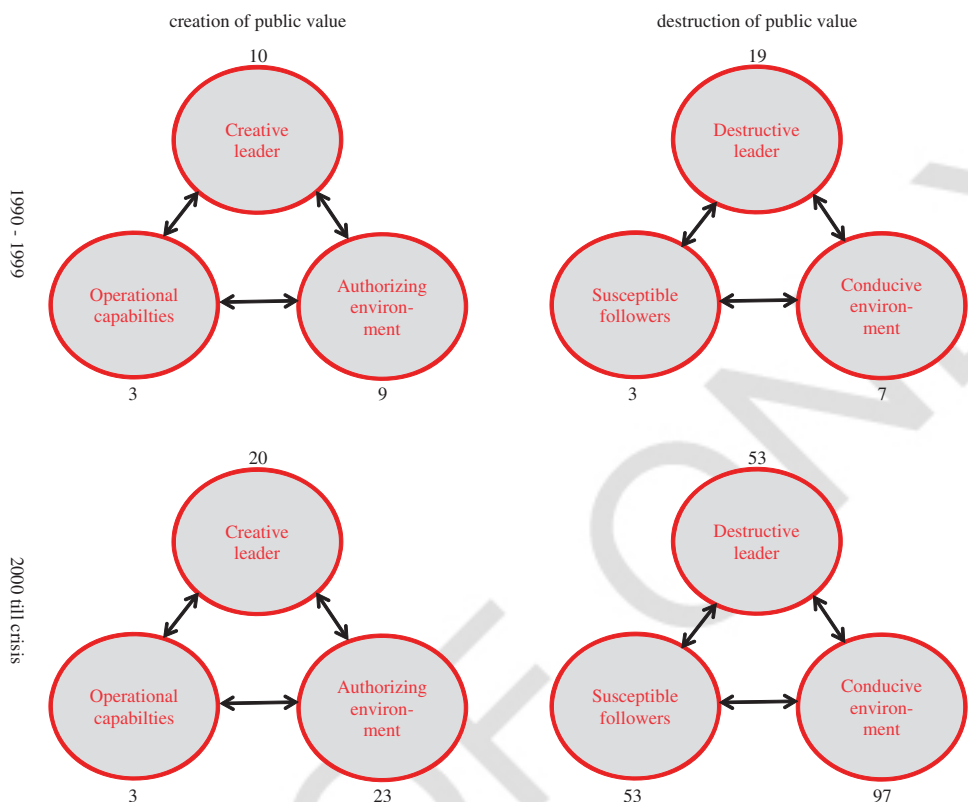 creation of public value
destruction of public value
1990 - 1999
10
Creative
leader
Operational
capabilties
3
Authorizing
environ-
ment
9
19
Destructive
leader
Susceptible
followers
3
Conducive
environ-
ment
7
2000 till crisis
20
Creative
leader
Operational
capabilties
3
Authorizing
environ-
ment
23
53
Destructive
leader
Susceptible
followers
53
Conducive
environ-
ment
97